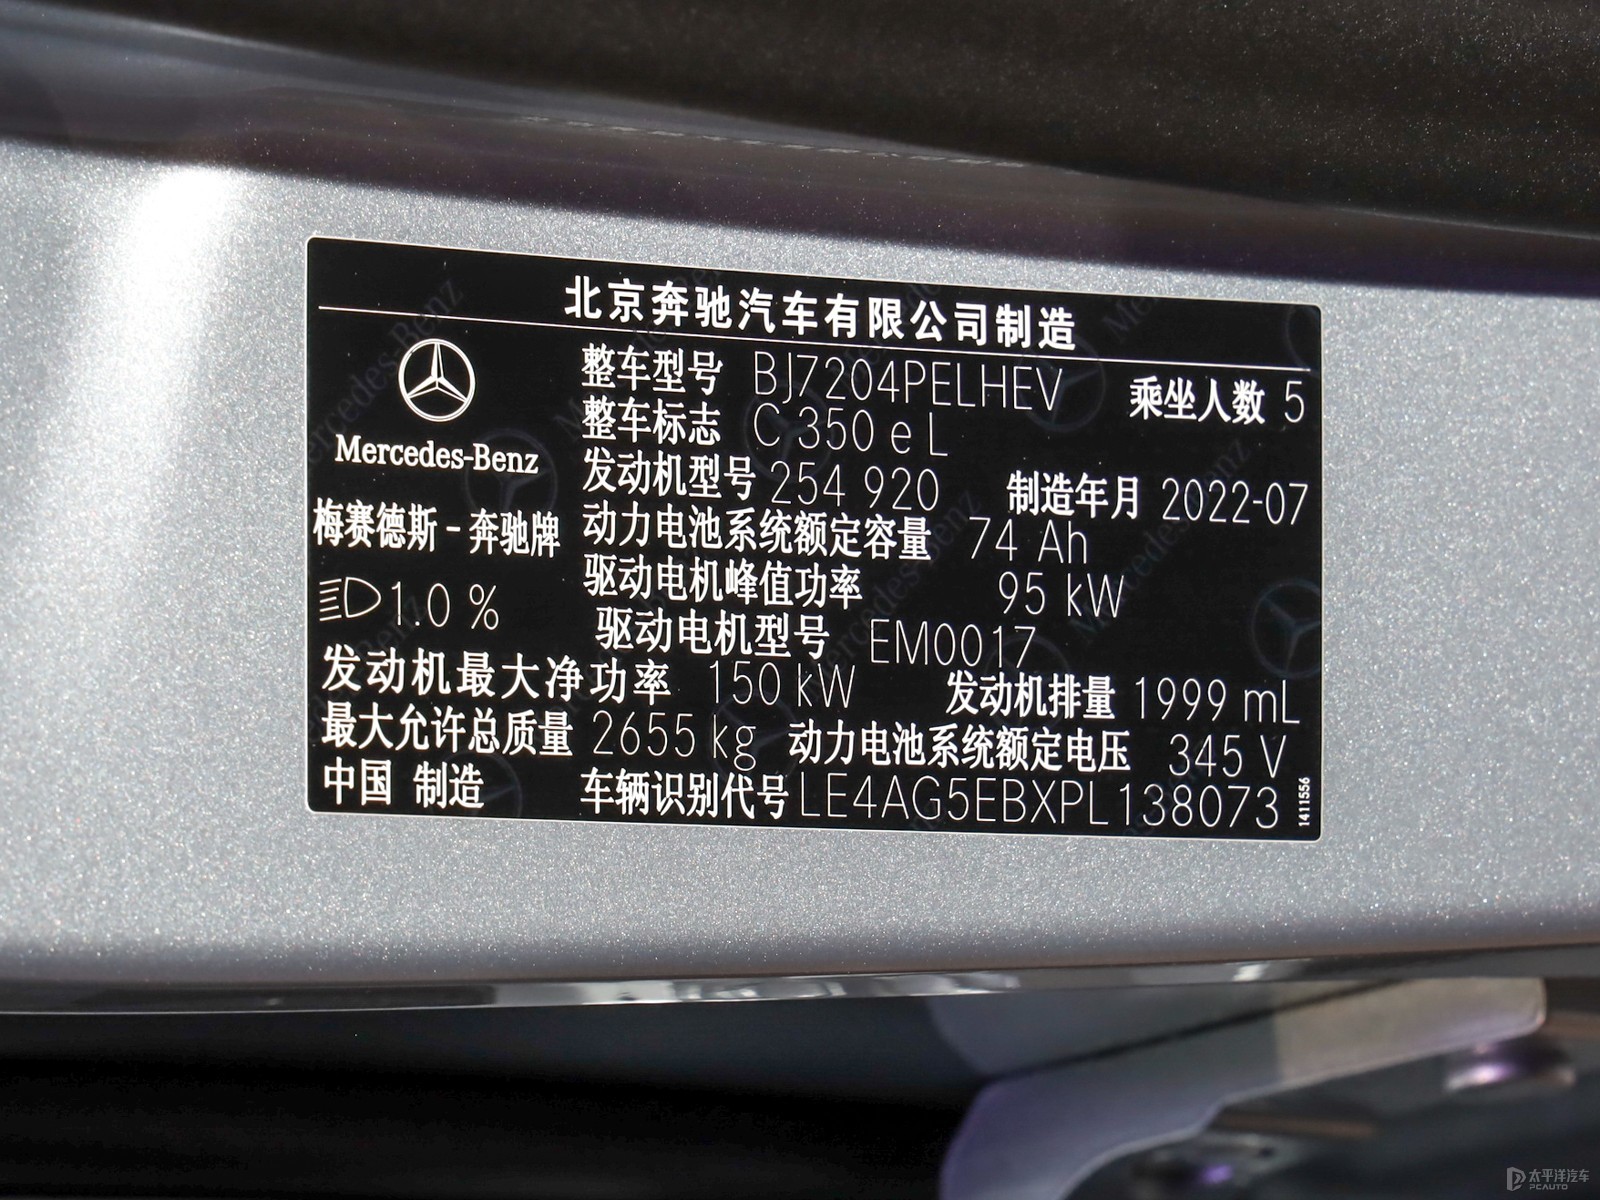 北京奔驰汽车有限公司制造
整车型号 BJ7204PELHEV 乘坐人数 5
整车标志 C 350 e L
Mercedes-Benz
发动机型号 254 920 制造年月 2022-07
梅赛德斯-奔驰牌 动力电池系统额定容量 74 Ah
驱动电机峰值功率 95 kW
1.0 % 驱动电机型号 EM0017
发动机最大净功率 150 kW 发动机排量 1999 mL
最大允许总质量 2655 kg 动力电池系统额定电压 345 V
中国 制造 车辆识别代号 LE4AG5EBXPL138073
1411556
太平洋汽车
PCAUTO